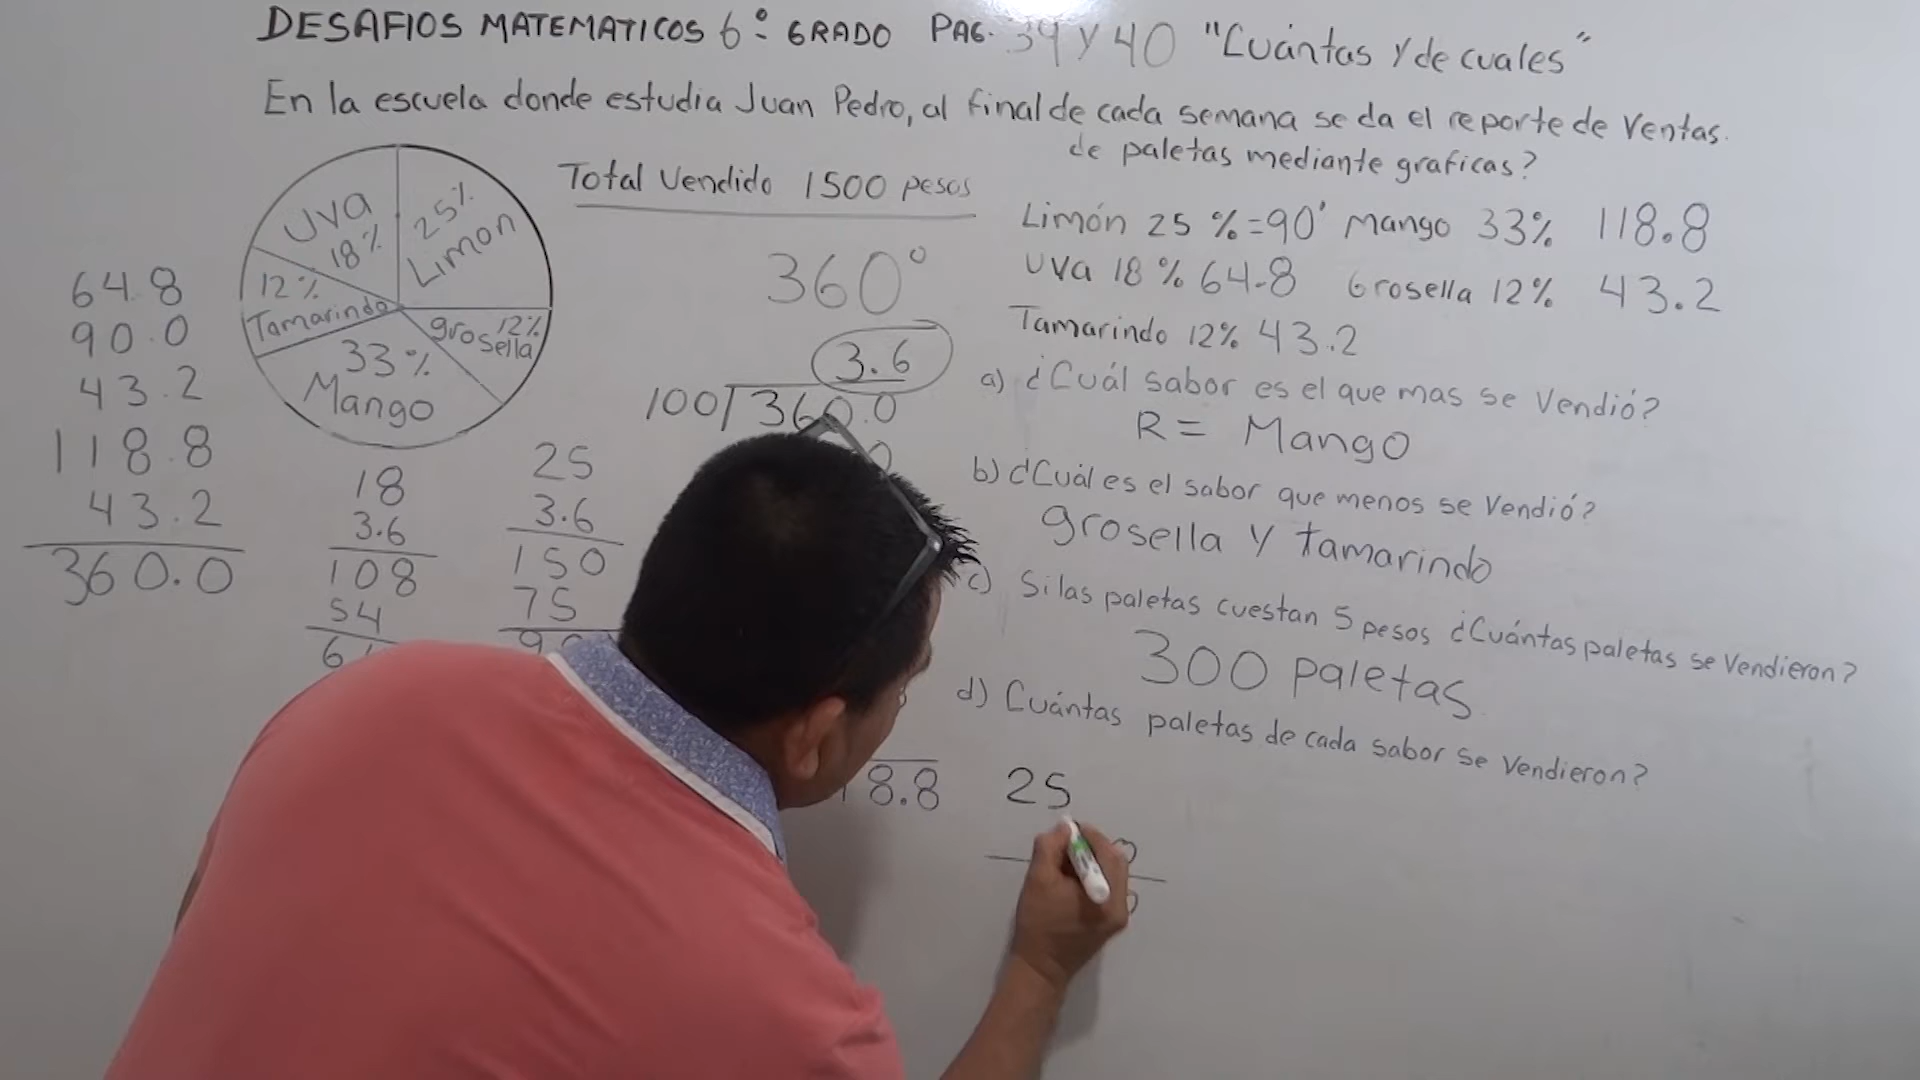 DESAFIOS MATEMATICOS 6° GRADO PAG. 39 Y 40 "Cuántas y de cuales"
En la escuela donde estudia Juan Pedro, al final de cada semana se da el reporte de ventas.
de paletas mediante graficas?
Uva
18%
25%
Limon
12%
Tamarindo
12%
grosella
33%
Mango
Total Vendido 1500 pesos
360°
3.6
100 360.0
64.8
90.0
43.2
118.8
43.2
360.0
18
3.6
108
54
25
3.6
150
75
8.8
Limón 25 %=90° Mango 33% 118.8
Uva 18 % 64.8 Grosella 12% 43.2
Tamarindo 12% 43.2
a) ¿Cuál sabor es el que mas se vendió?
R= Mango
b) ¿Cuál es el sabor que menos se vendió?
grosella y tamarindo
c) Si las paletas cuestan 5 pesos ¿Cuántas paletas se vendieron?
300 paletas
d) Cuántas paletas de cada sabor se vendieron?
25